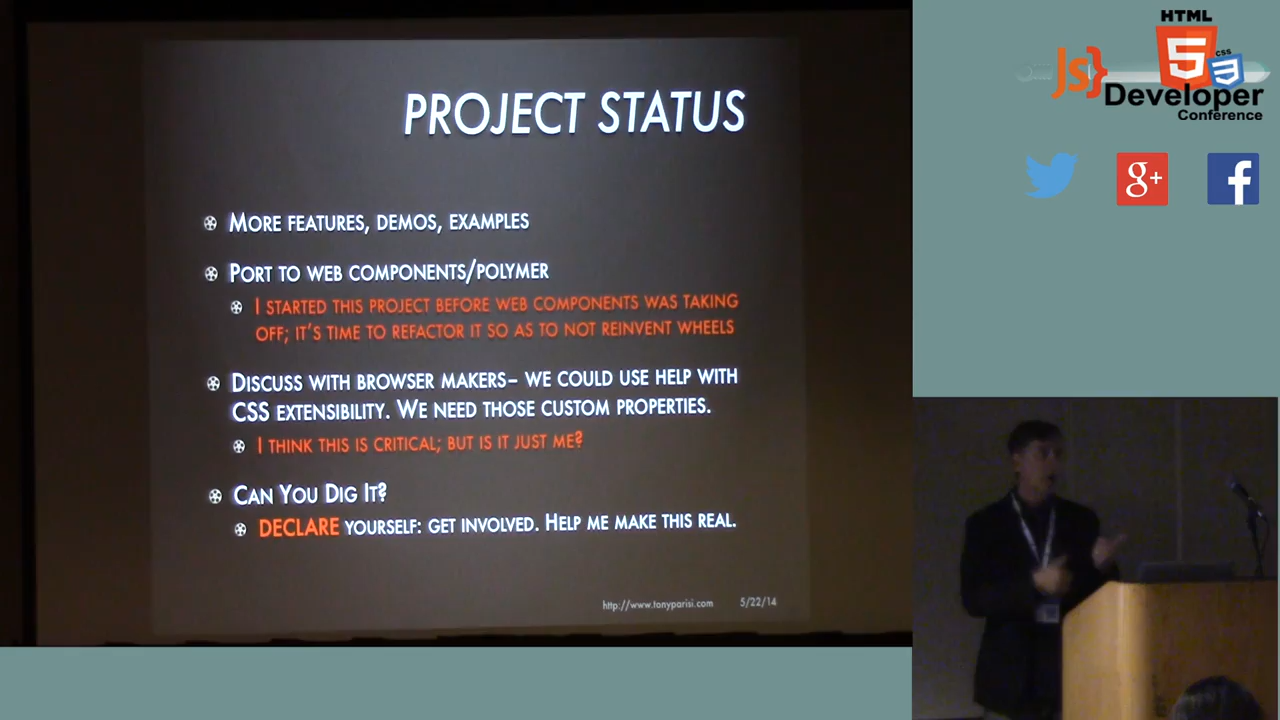 PROJECT STATUS
MORE FEATURES, DEMOS, EXAMPLES
PORT TO WEB COMPONENTS/POLYMER
I STARTED THIS PROJECT BEFORE WEB COMPONENTS WAS TAKING
OFF; IT'S TIME TO REFACTOR IT SO AS TO NOT REINVENT WHEELS
DISCUSS WITH BROWSER MAKERS– WE COULD USE HELP WITH
CSS EXTENSIBILITY. WE NEED THOSE CUSTOM PROPERTIES.
I THINK THIS IS CRITICAL; BUT IS IT JUST ME?
CAN YOU DIG IT?
DECLARE YOURSELF: GET INVOLVED. HELP ME MAKE THIS REAL.
http://www.tonyparisi.com 5/22/14
HTML
JS} 5 CSS 3
Developer
Conference
g+ f